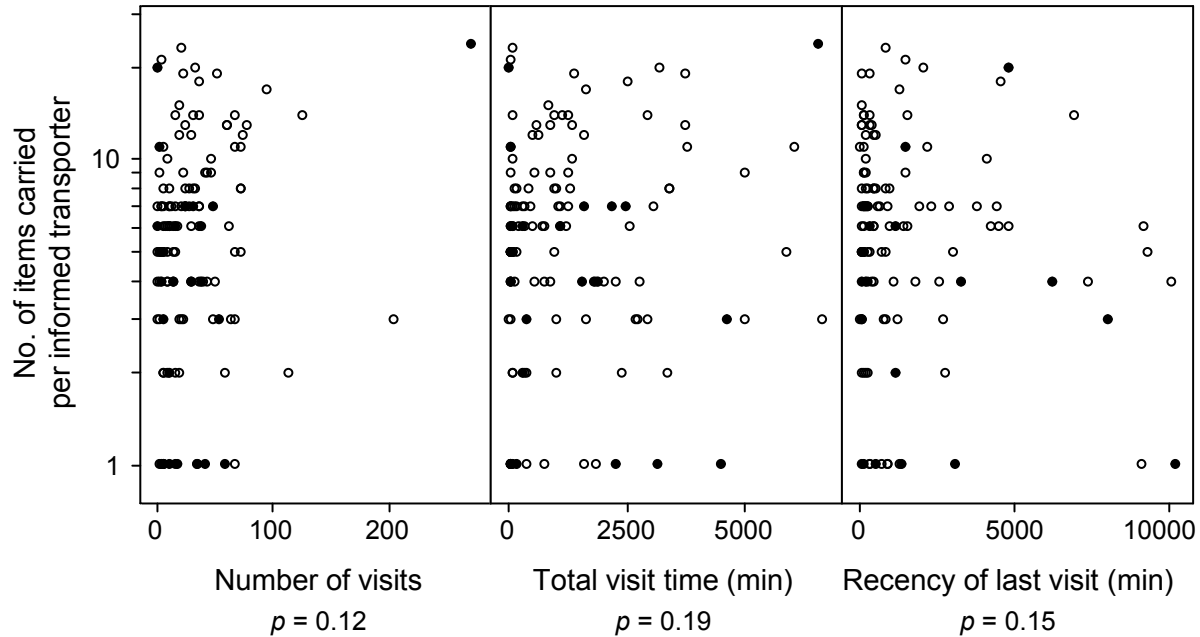 No. of items carried
per informed transporter
10
1
0
100
200
0
2500
5000
0
5000
10000
Number of visits
Total visit time (min)
Recency of last visit (min)
p = 0.12
p = 0.19
p = 0.15